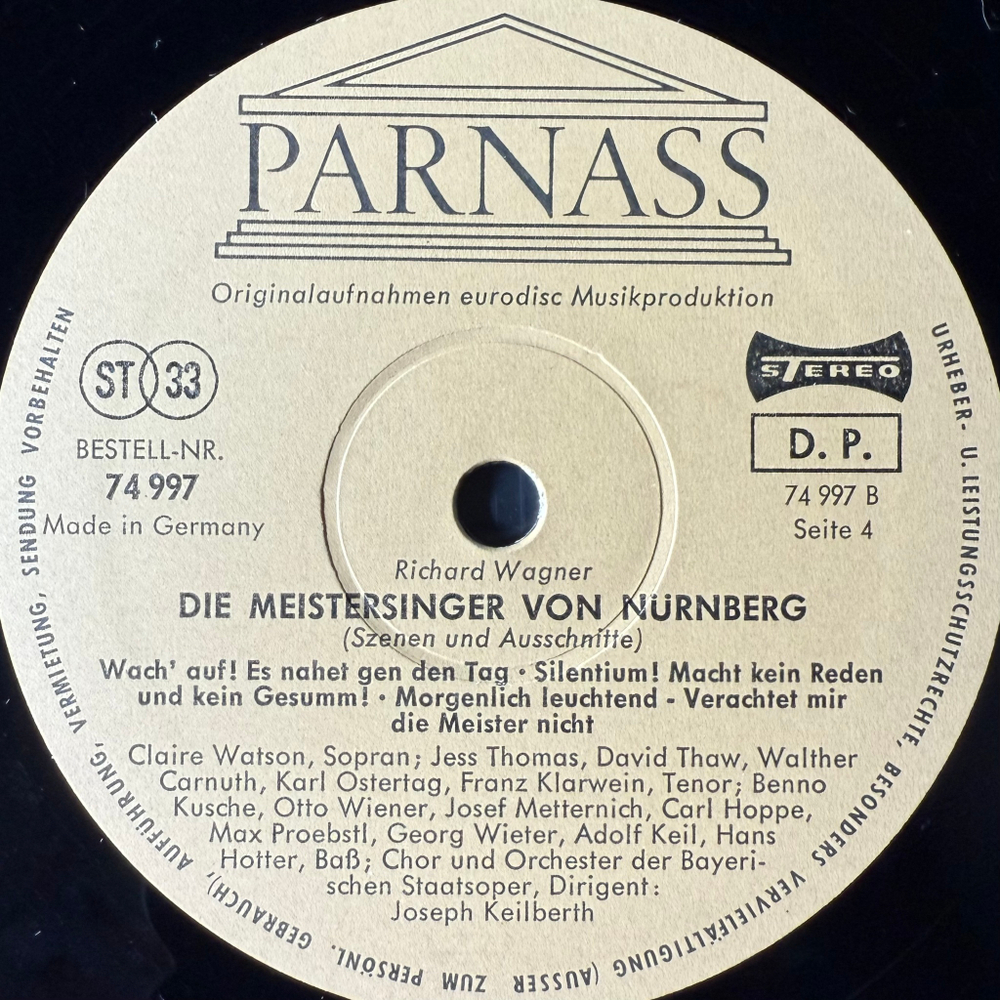 PARNASS
Originalaufnahmen eurodisc Musikproduktion
ST 33
STEREO
BESTELL-NR.
74 997
Made in Germany
D. P.
74 997 B
Seite 4
Richard Wagner
DIE MEISTERSINGER VON NÜRNBERG
(Szenen und Ausschnitte)
Wach' auf! Es nahet gen den Tag · Silentium! Macht kein Reden
und kein Gesumm! · Morgenlich leuchtend - Verachtet mir
die Meister nicht
Claire Watson, Sopran; Jess Thomas, David Thaw, Walther
Carnuth, Karl Ostertag, Franz Klarwein, Tenor; Benno
Kusche, Otto Wiener, Josef Metternich, Carl Hoppe,
Max Proebstl, Georg Wieter, Adolf Keil, Hans
Hotter, Baß; Chor und Orchester der Bayeri-
schen Staatsoper, Dirigent:
Joseph Keilberth
URHEBER- U. LEISTUNGSSCHUTZRECHTE, BESONDERS VERVIELFÄLTIGUNG (AUSSER ZUM PERSÖNL. GEBRAUCH), AUFFÜHRUNG, VERMIETUNG, SENDUNG VORBEHALTEN